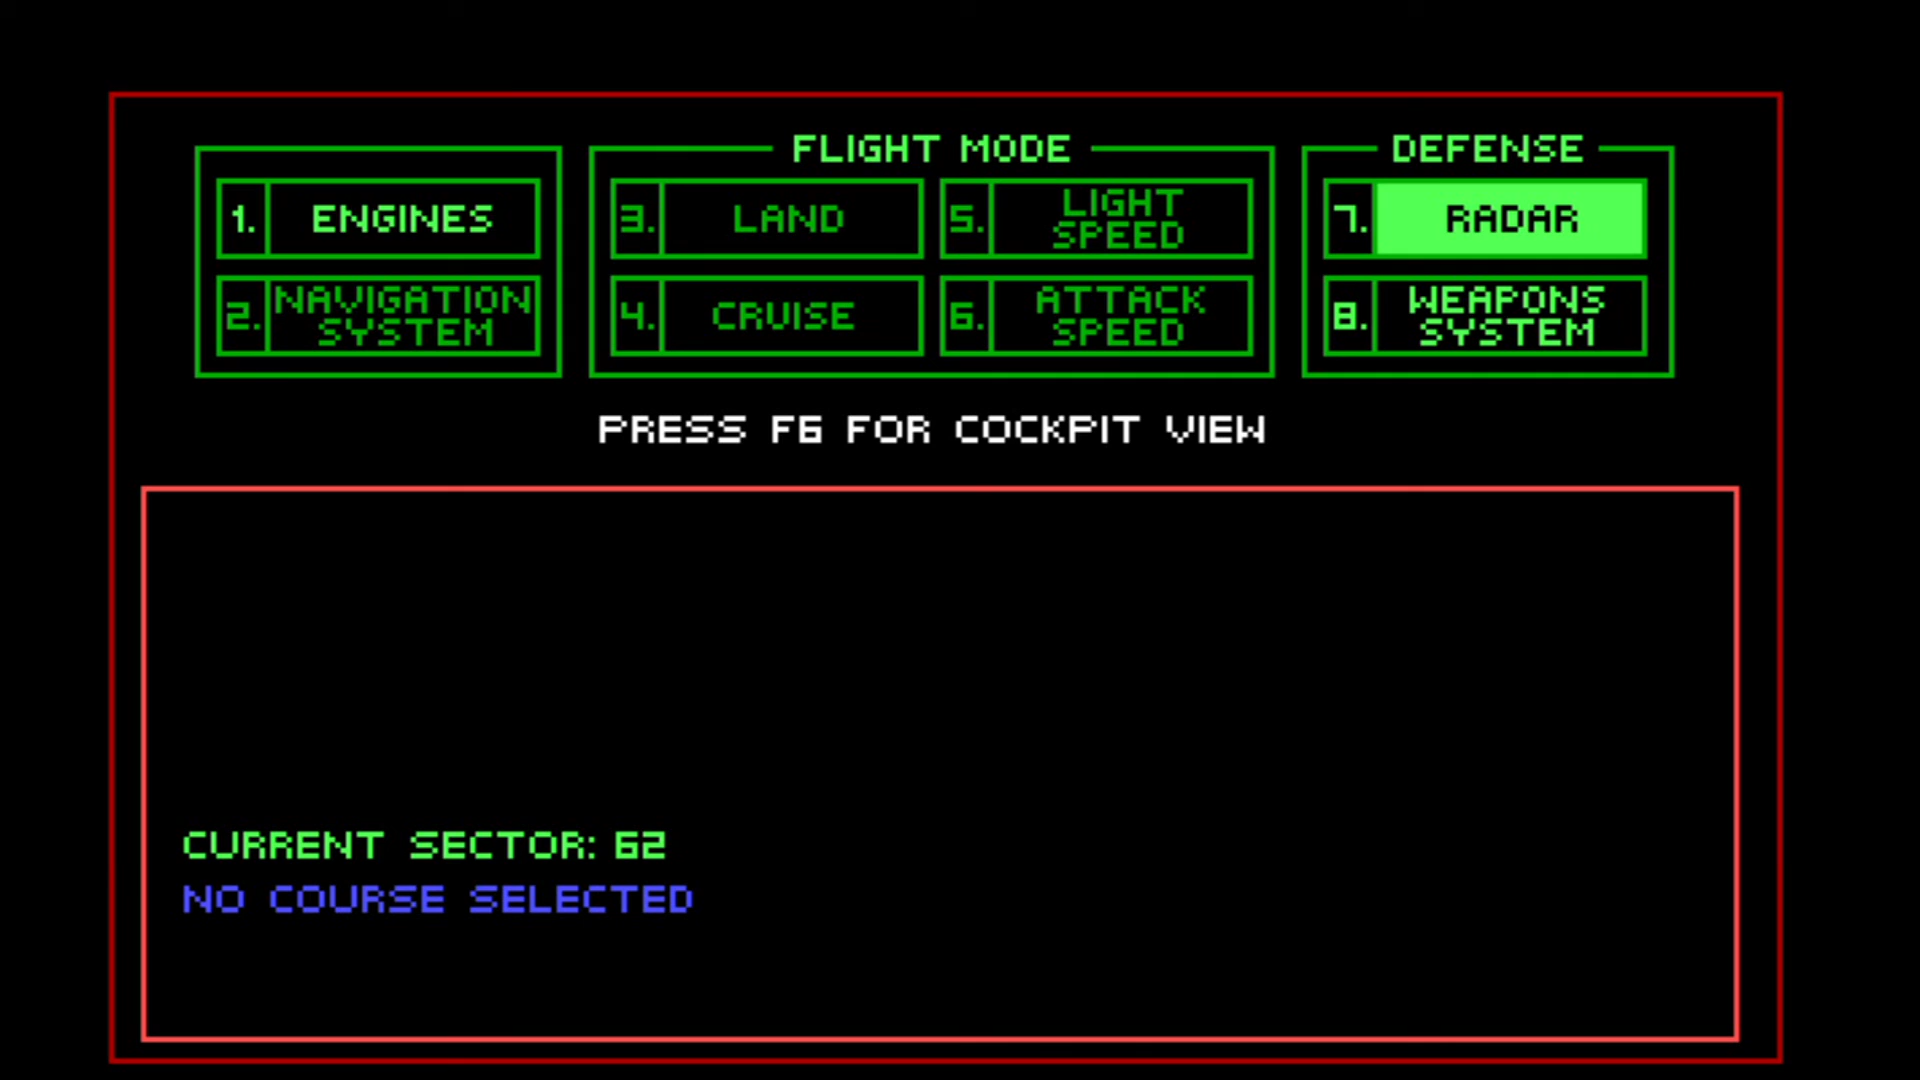 FLIGHT MODE
DEFENSE
1. ENGINES
2. NAVIGATION
SYSTEM
3. LAND
4. CRUISE
5. LIGHT
SPEED
6. ATTACK
SPEED
7. RADAR
8. WEAPONS
SYSTEM
PRESS F6 FOR COCKPIT VIEW
CURRENT SECTOR: 62
NO COURSE SELECTED